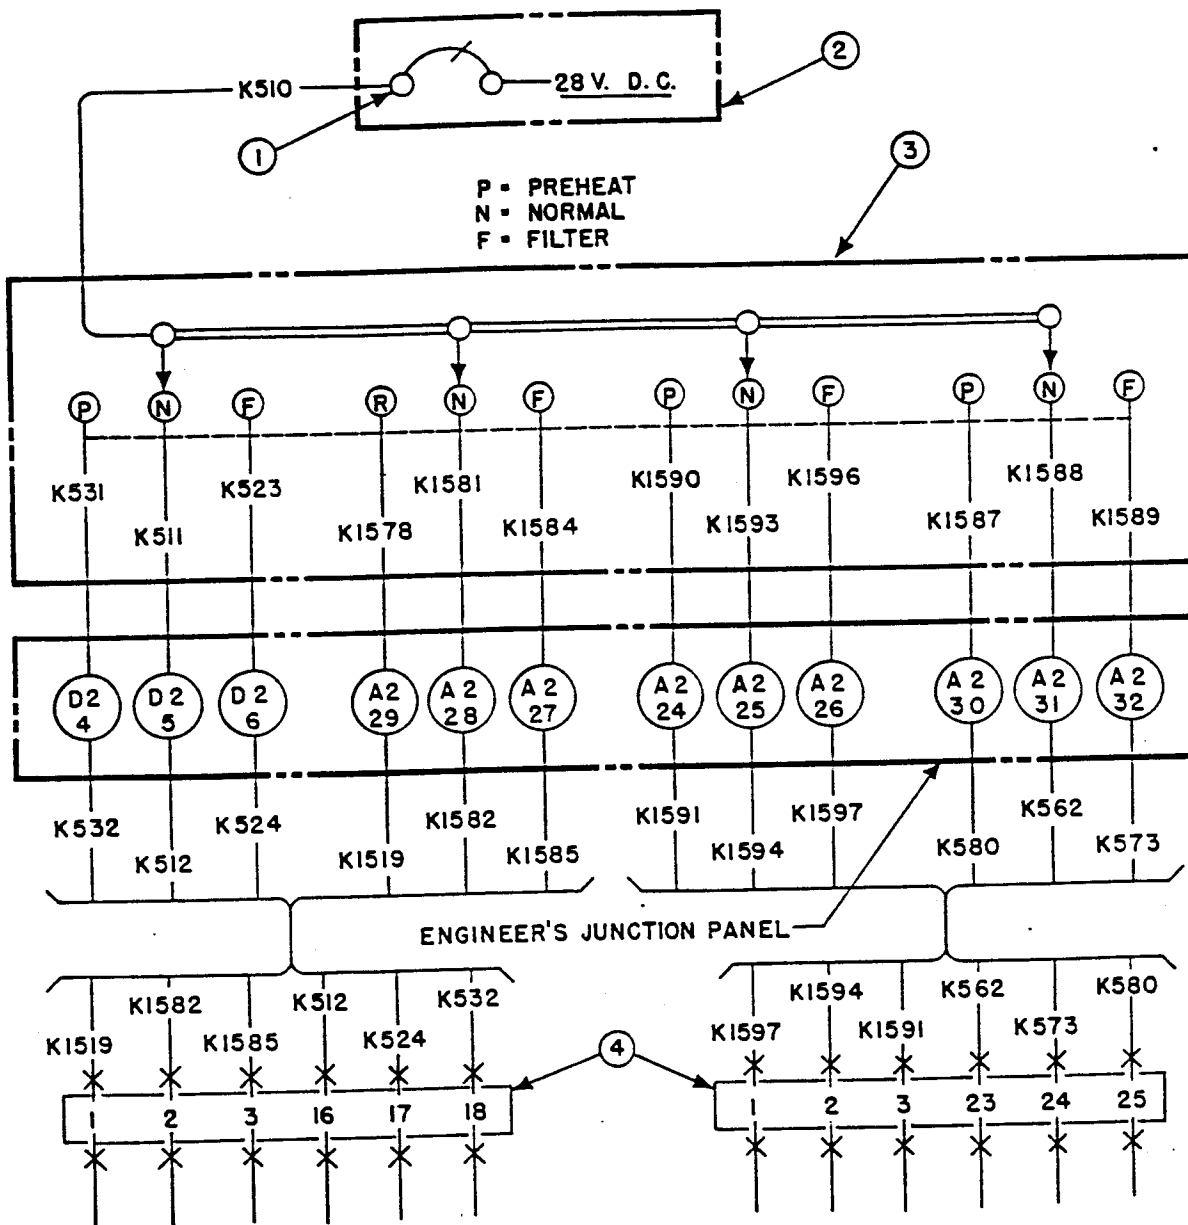 K510
28 V. D. C.
2
1
3
P = PREHEAT
N = NORMAL
F = FILTER
P N F R N F P N F P N F
K531 K523 K1581 K1590 K1596 K1588
K511 K1578 K1584 K1593 K1587 K1589
D2 4
D2 5
D2 6
A2 29
A2 28
A2 27
A2 24
A2 25
A2 26
A2 30
A2 31
A2 32
K532 K524 K1582 K1591 K1597 K562
K512 K1519 K1585 K1594 K580 K573
ENGINEER'S JUNCTION PANEL
K1582 K512 K532 K1594 K562 K580
K1519 K1585 K524 K1597 K1591 K573
4
1 2 3 16 17 18
1 2 3 23 24 25